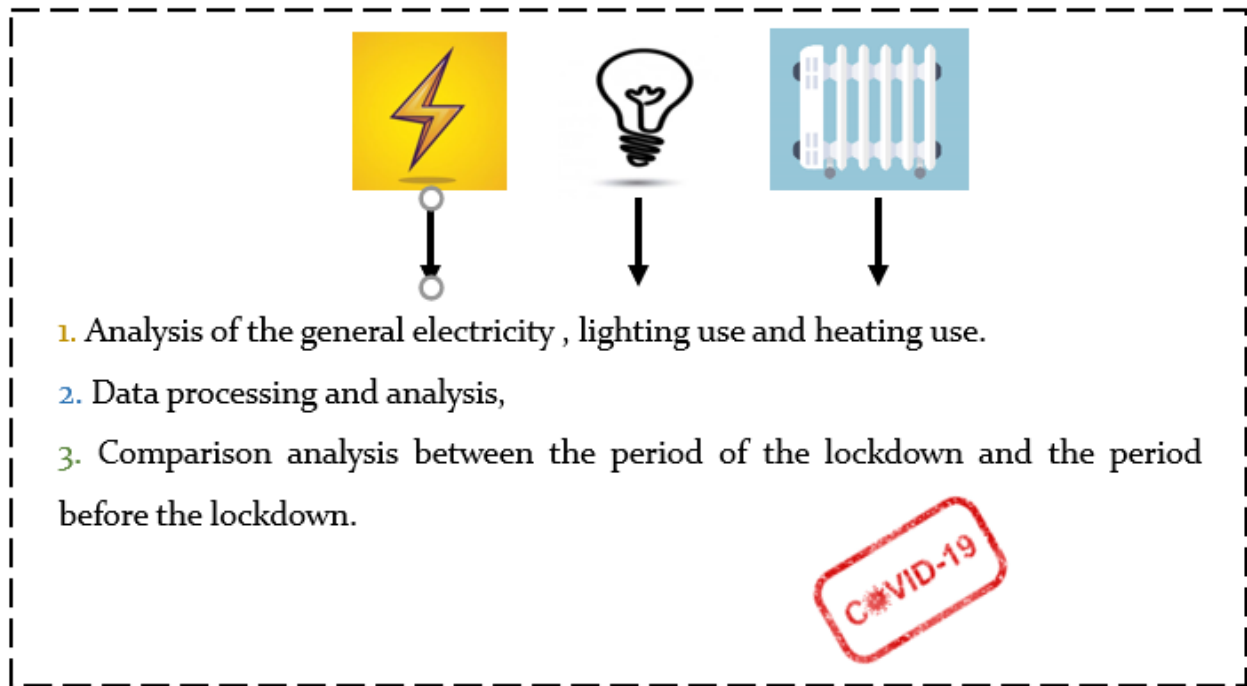 1. Analysis of the general electricity , lighting use and heating use.
2. Data processing and analysis,
3. Comparison analysis between the period of the lockdown and the period
before the lockdown.
COVID-19